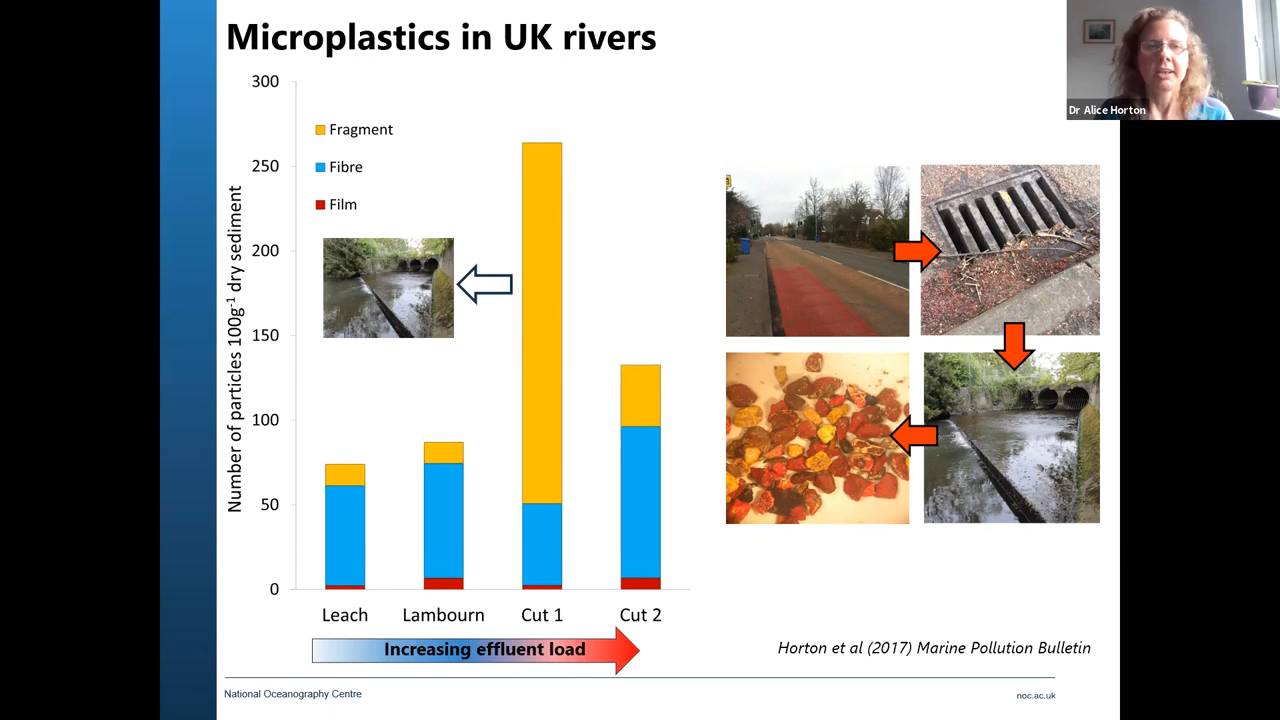 Microplastics in UK rivers
Dr Alice Horton
300
250
200
150
100
50
0
Number of particles 100g⁻¹ dry sediment
Fragment
Fibre
Film
Leach
Lambourn
Cut 1
Cut 2
Increasing effluent load
Horton et al (2017) Marine Pollution Bulletin
National Oceanography Centre
noc.ac.uk